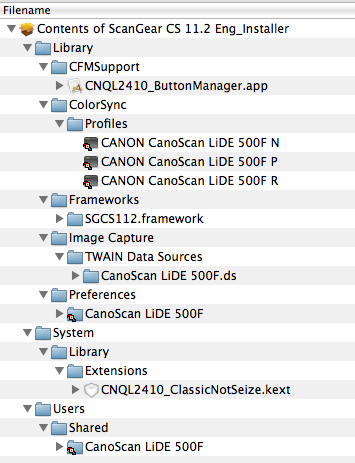 Filename
Contents of ScanGear CS 11.2 Eng_Installer
Library
CFMSupport
CNQL2410_ButtonManager.app
ColorSync
Profiles
CANON CanoScan LiDE 500F N
CANON CanoScan LiDE 500F P
CANON CanoScan LiDE 500F R
Frameworks
SGCS112.framework
Image Capture
TWAIN Data Sources
CanoScan LiDE 500F.ds
Preferences
CanoScan LiDE 500F
System
Library
Extensions
CNQL2410_ClassicNotSeize.kext
Users
Shared
CanoScan LiDE 500F